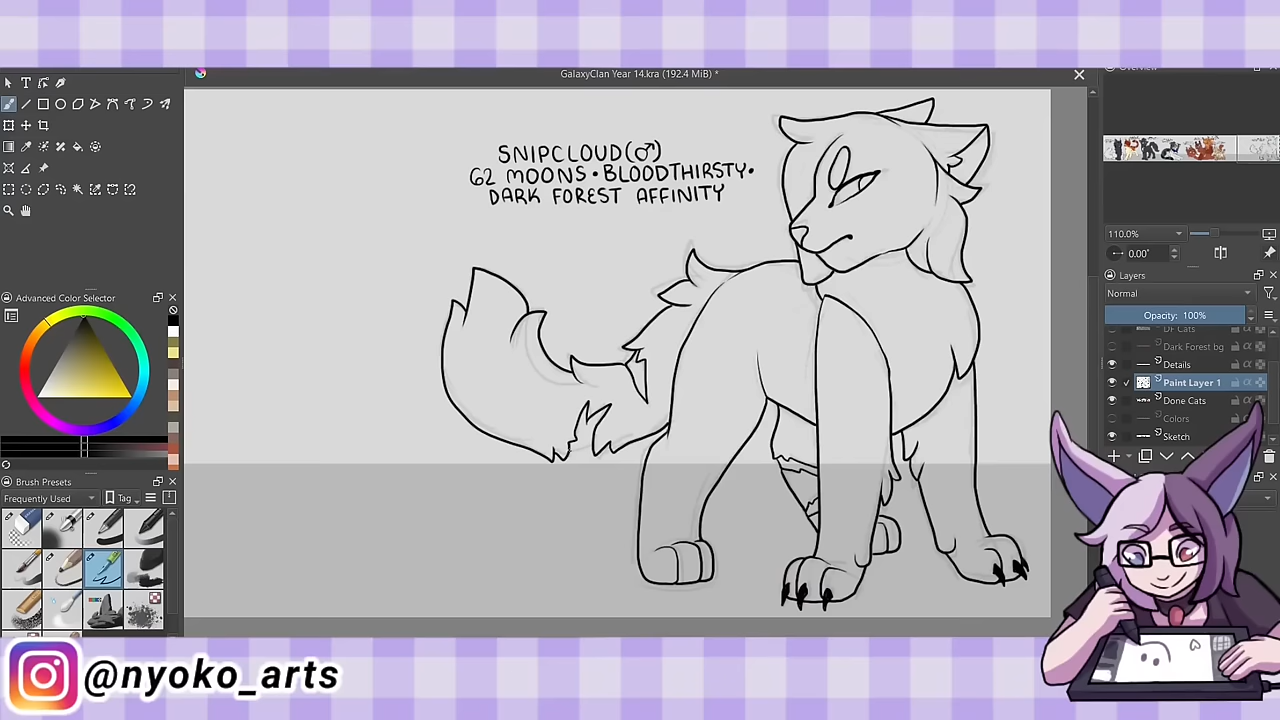 GalaxyClan Year 14.kra (192.4 MiB) *
SNIPCLOUD(♂)
62 MOONS • BLOODTHIRSTY •
DARK FOREST AFFINITY
110.0%
0.00°
Layers
Normal
Opacity: 100%
DF Cats
Dark Forest bg
Details
Paint Layer 1
Done Cats
Colors
Sketch
Advanced Color Selector
Brush Presets
Frequently Used
Tag
@nyoko_arts